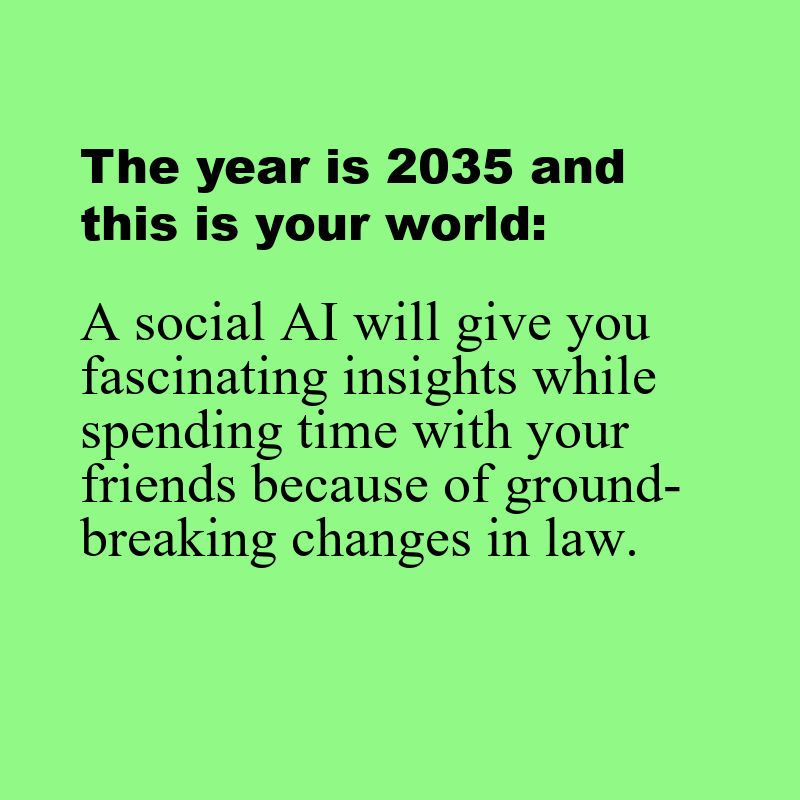 The year is 2035 and
this is your world:
A social AI will give you
fascinating insights while
spending time with your
friends because of ground-
breaking changes in law.